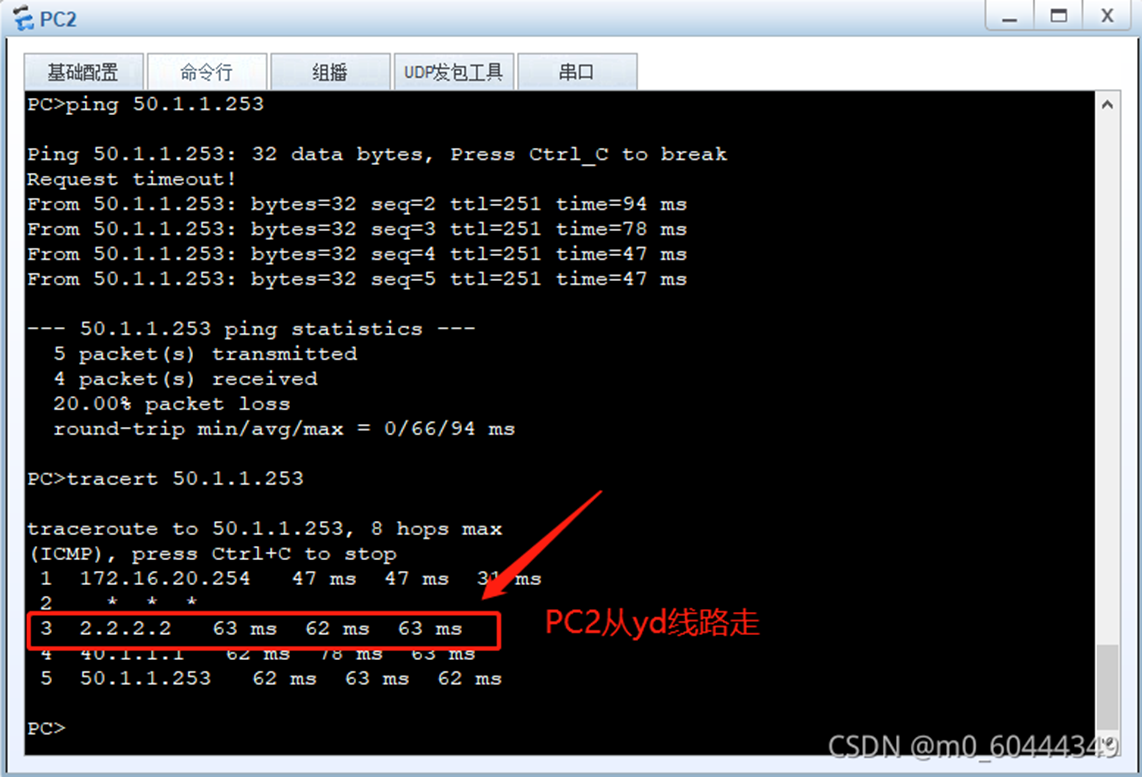 PC2
基础配置 命令行 组播 UDP发包工具 串口
PC>ping 50.1.1.253
Ping 50.1.1.253: 32 data bytes, Press Ctrl_C to break
Request timeout!
From 50.1.1.253: bytes=32 seq=2 ttl=251 time=94 ms
From 50.1.1.253: bytes=32 seq=3 ttl=251 time=78 ms
From 50.1.1.253: bytes=32 seq=4 ttl=251 time=47 ms
From 50.1.1.253: bytes=32 seq=5 ttl=251 time=47 ms
--- 50.1.1.253 ping statistics ---
5 packet(s) transmitted
4 packet(s) received
20.00% packet loss
round-trip min/avg/max = 0/66/94 ms
PC>tracert 50.1.1.253
traceroute to 50.1.1.253, 8 hops max
(ICMP), press Ctrl+C to stop
1 172.16.20.254 47 ms 47 ms 31 ms
2 * * *
3 2.2.2.2 63 ms 62 ms 63 ms
PC2从yd线路走
4 40.1.1.1 62 ms 78 ms 63 ms
5 50.1.1.253 62 ms 63 ms 62 ms
PC>
CSDN @m0_60444349